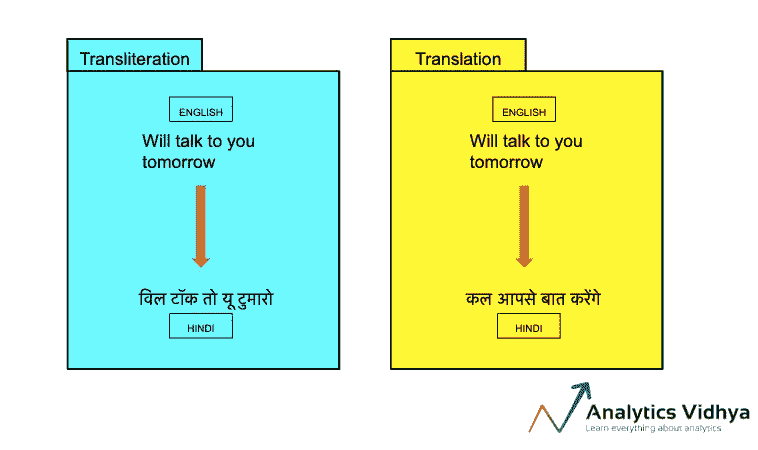 Transliteration
ENGLISH
Will talk to you
tomorrow
विल टॉक तो यू टुमारो
HINDI
Translation
ENGLISH
Will talk to you
tomorrow
कल आपसे बात करेंगे
HINDI
Analytics Vidhya
Learn everything about analytics